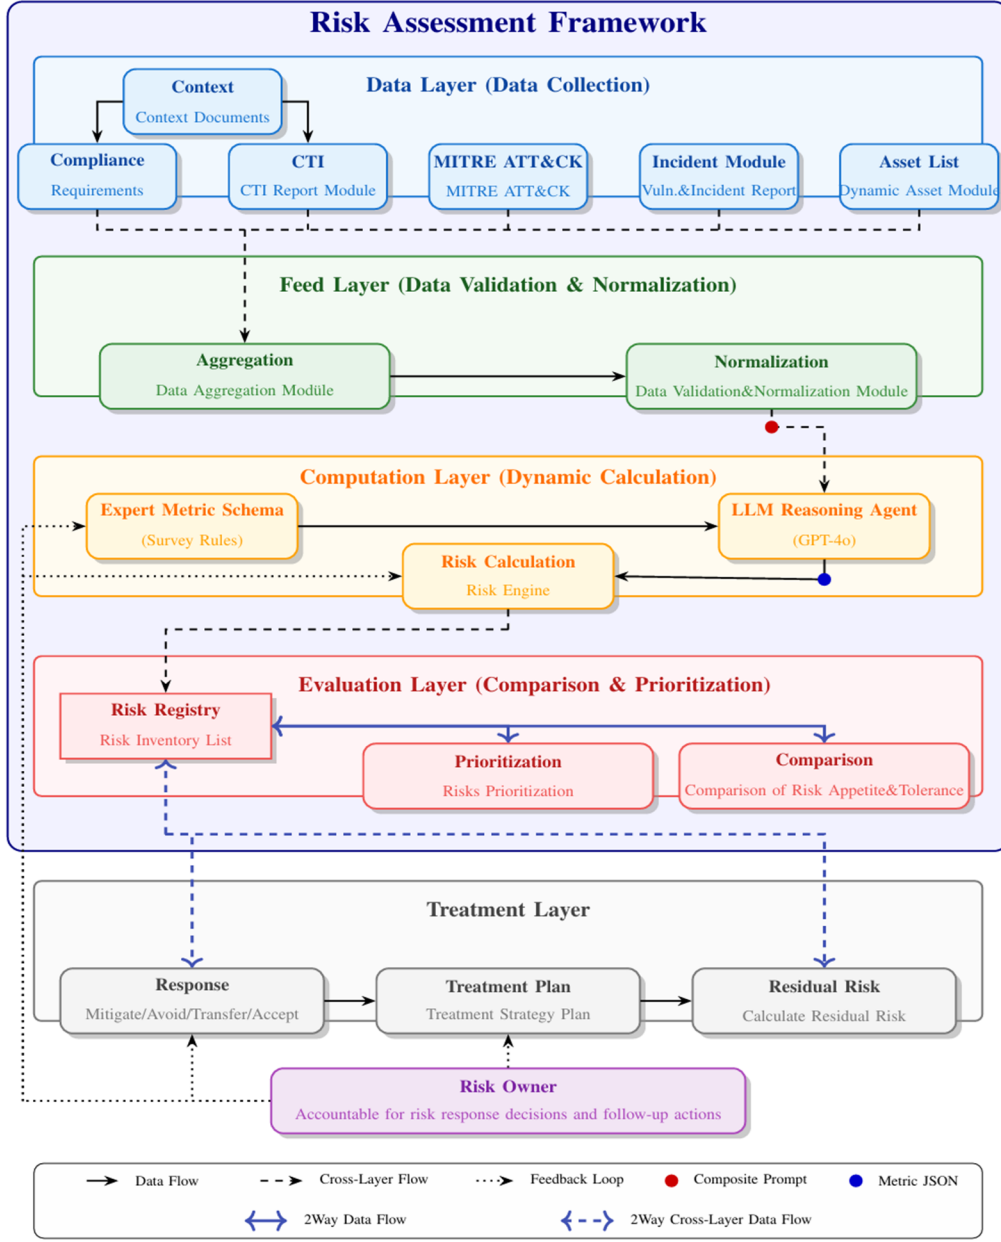 Risk Assessment Framework
Data Layer (Data Collection)
Context
Context Documents
Compliance
Requirements
CTI
CTI Report Module
MITRE ATT&CK
MITRE ATT&CK
Incident Module
Vuln.&Incident Report
Asset List
Dynamic Asset Module
Feed Layer (Data Validation & Normalization)
Aggregation
Data Aggregation Modüle
Normalization
Data Validation&Normalization Module
Computation Layer (Dynamic Calculation)
Expert Metric Schema
(Survey Rules)
LLM Reasoning Agent
(GPT-4o)
Risk Calculation
Risk Engine
Evaluation Layer (Comparison & Prioritization)
Risk Registry
Risk Inventory List
Prioritization
Risks Prioritization
Comparison
Comparison of Risk Appetite&Tolerance
Treatment Layer
Response
Mitigate/Avoid/Transfer/Accept
Treatment Plan
Treatment Strategy Plan
Residual Risk
Calculate Residual Risk
Risk Owner
Accountable for risk response decisions and follow-up actions
Data Flow
Cross-Layer Flow
Feedback Loop
Composite Prompt
Metric JSON
2Way Data Flow
2Way Cross-Layer Data Flow